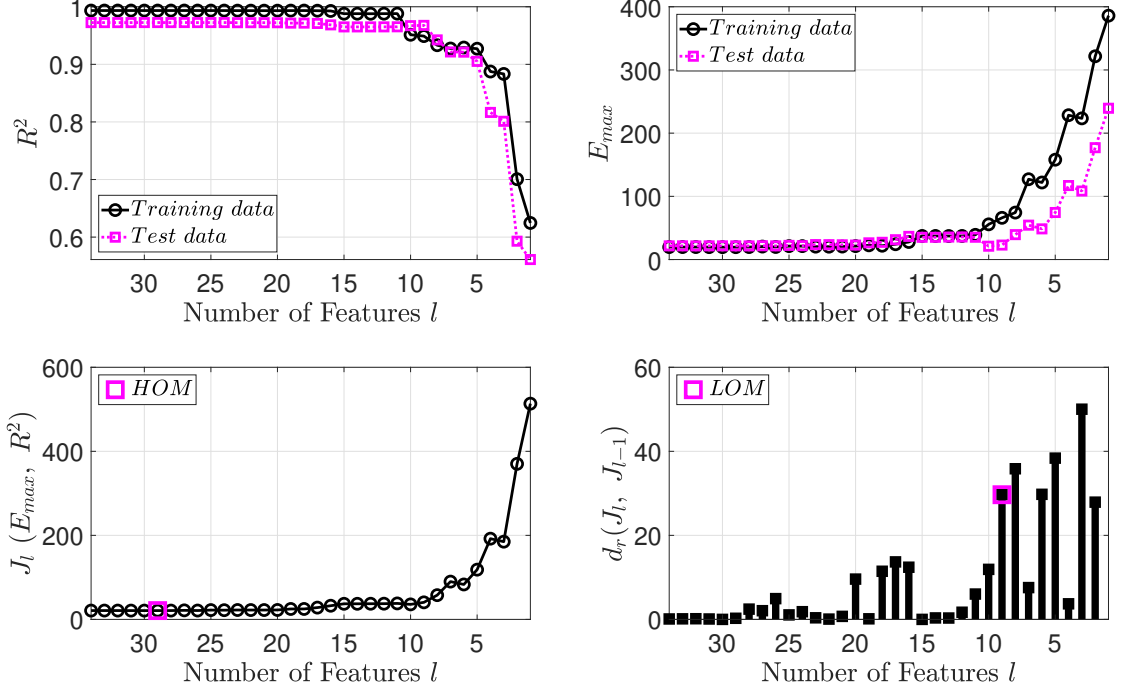 1
0.9
0.8
0.7
0.6
R²
Training data
Test data
30 25 20 15 10 5
Number of Features l
400
300
200
100
0
E_max
Training data
Test data
30 25 20 15 10 5
Number of Features l
600
400
200
0
J_l (E_max, R²)
HOM
30 25 20 15 10 5
Number of Features l
60
40
20
0
d_r(J_l, J_{l−1})
LOM
30 25 20 15 10 5
Number of Features l